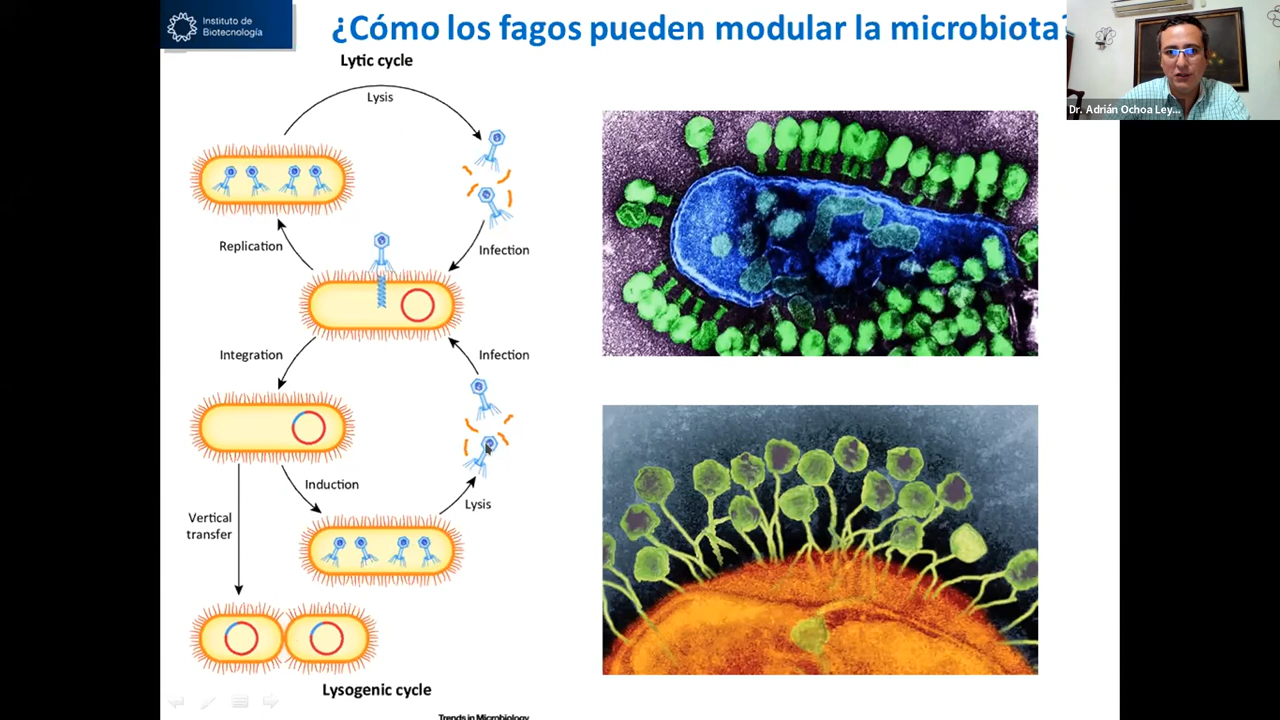 Instituto de
Biotecnología
¿Cómo los fagos pueden modular la microbiota?
Dr. Adrián Ochoa Ley...
Lytic cycle
Lysis
Replication
Infection
Integration
Infection
Induction
Lysis
Vertical
transfer
Lysogenic cycle
Trends in Microbiology